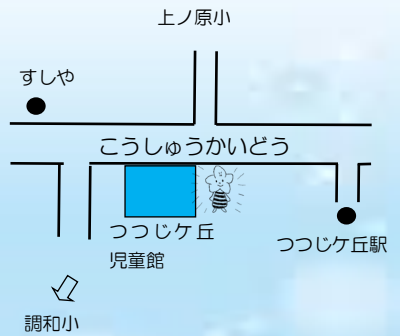 上ノ原小
すしや
こうしゅうかいどう
つつじケ丘
児童館
つつじケ丘駅
調和小